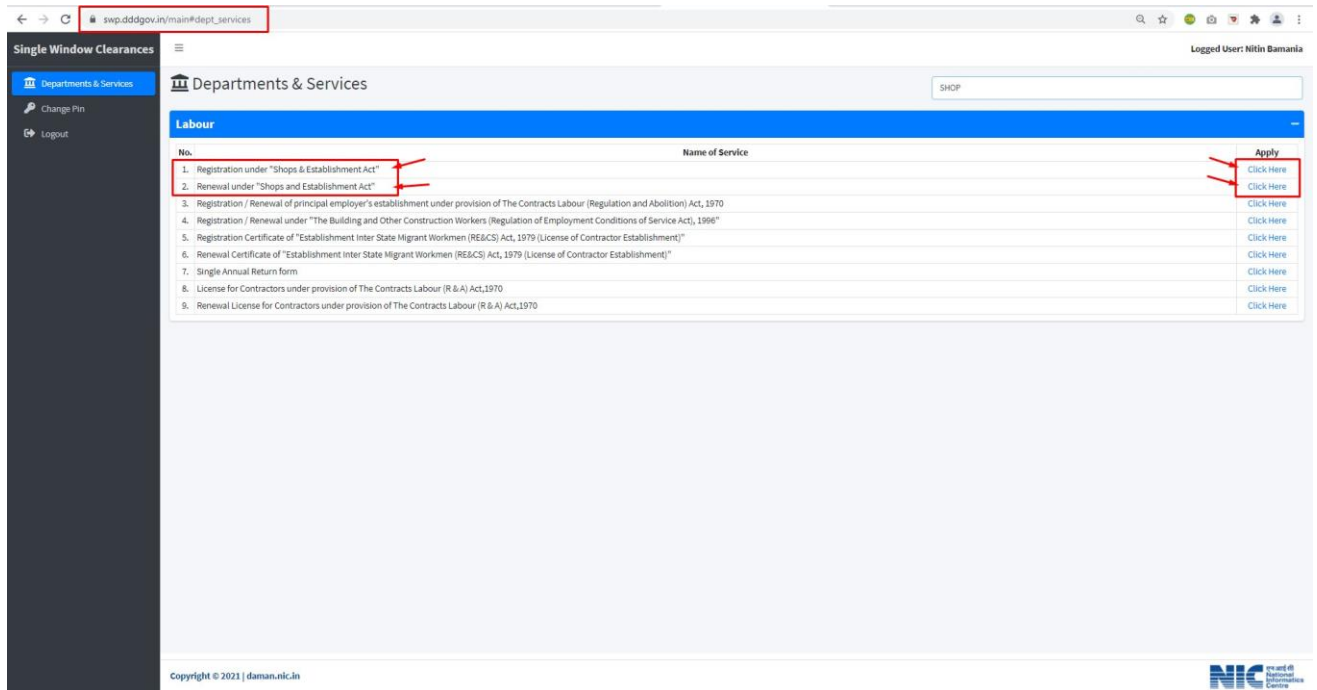 swp.dddgov.in/main#dept_services
Single Window Clearances
Logged User: Nitin Bamania
Departments & Services
Change Pin
Logout
Departments & Services
SHOP
Labour
No. Name of Service Apply
1. Registration under "Shops & Establishment Act" Click Here
2. Renewal under "Shops and Establishment Act" Click Here
3. Registration / Renewal of principal employer's establishment under provision of The Contracts Labour (Regulation and Abolition) Act, 1970 Click Here
4. Registration / Renewal under "The Building and Other Construction Workers (Regulation of Employment Conditions of Service Act), 1996" Click Here
5. Registration Certificate of "Establishment Inter State Migrant Workmen (RE&CS) Act, 1979 (License of Contractor Establishment)" Click Here
6. Renewal Certificate of "Establishment Inter State Migrant Workmen (RE&CS) Act, 1979 (License of Contractor Establishment)" Click Here
7. Single Annual Return form Click Here
8. License for Contractors under provision of The Contracts Labour (R & A) Act,1970 Click Here
9. Renewal License for Contractors under provision of The Contracts Labour (R & A) Act,1970 Click Here
Copyright © 2021 | daman.nic.in
NIC
एन आई सी
National
Informatics
Centre